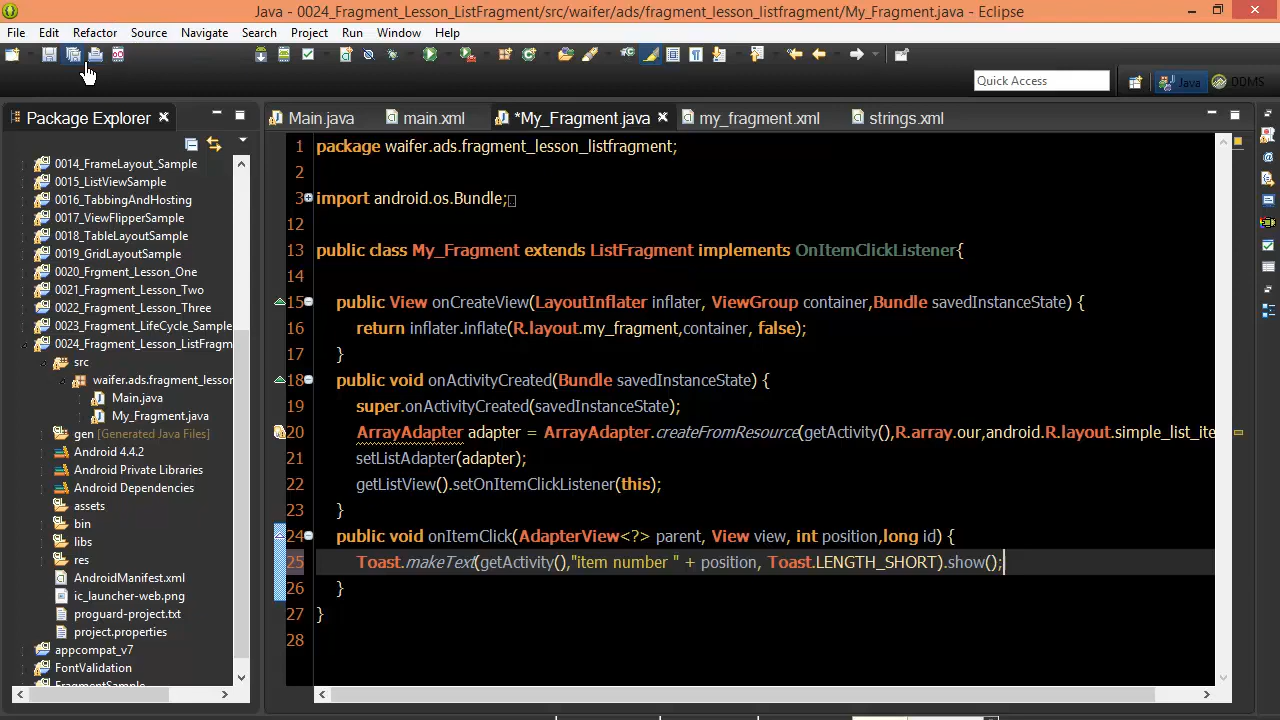 Java - 0024_Fragment_Lesson_ListFragment/src/waifer/ads/fragment_lesson_listfragment/My_Fragment.java - Eclipse
File Edit Refactor Source Navigate Search Project Run Window Help
Quick Access
Java
DDMS
Package Explorer
0014_FrameLayout_Sample
0015_ListViewSample
0016_TabbingAndHosting
0017_ViewFlipperSample
0018_TableLayoutSample
0019_GridLayoutSample
0020_Frgment_Lesson_One
0021_Fragment_Lesson_Two
0022_Fragment_Lesson_Three
0023_Fragment_LifeCycle_Sample
0024_Fragment_Lesson_ListFragm
src
waifer.ads.fragment_lesson
Main.java
My_Fragment.java
gen [Generated Java Files]
Android 4.4.2
Android Private Libraries
Android Dependencies
assets
bin
libs
res
AndroidManifest.xml
ic_launcher-web.png
proguard-project.txt
project.properties
appcompat_v7
FontValidation
FragmentSample
Main.java main.xml *My_Fragment.java my_fragment.xml strings.xml
1 package waifer.ads.fragment_lesson_listfragment;
2
3 import android.os.Bundle;
12
13 public class My_Fragment extends ListFragment implements OnItemClickListener{
14
15 public View onCreateView(LayoutInflater inflater, ViewGroup container,Bundle savedInstanceState) {
16 return inflater.inflate(R.layout.my_fragment,container, false);
17 }
18 public void onActivityCreated(Bundle savedInstanceState) {
19 super.onActivityCreated(savedInstanceState);
20 ArrayAdapter adapter = ArrayAdapter.createFromResource(getActivity(),R.array.our,android.R.layout.simple_list_ite
21 setListAdapter(adapter);
22 getListView().setOnItemClickListener(this);
23 }
24 public void onItemClick(AdapterView<?> parent, View view, int position,long id) {
25 Toast.makeText(getActivity(),"item number " + position, Toast.LENGTH_SHORT).show();
26 }
27 }
28